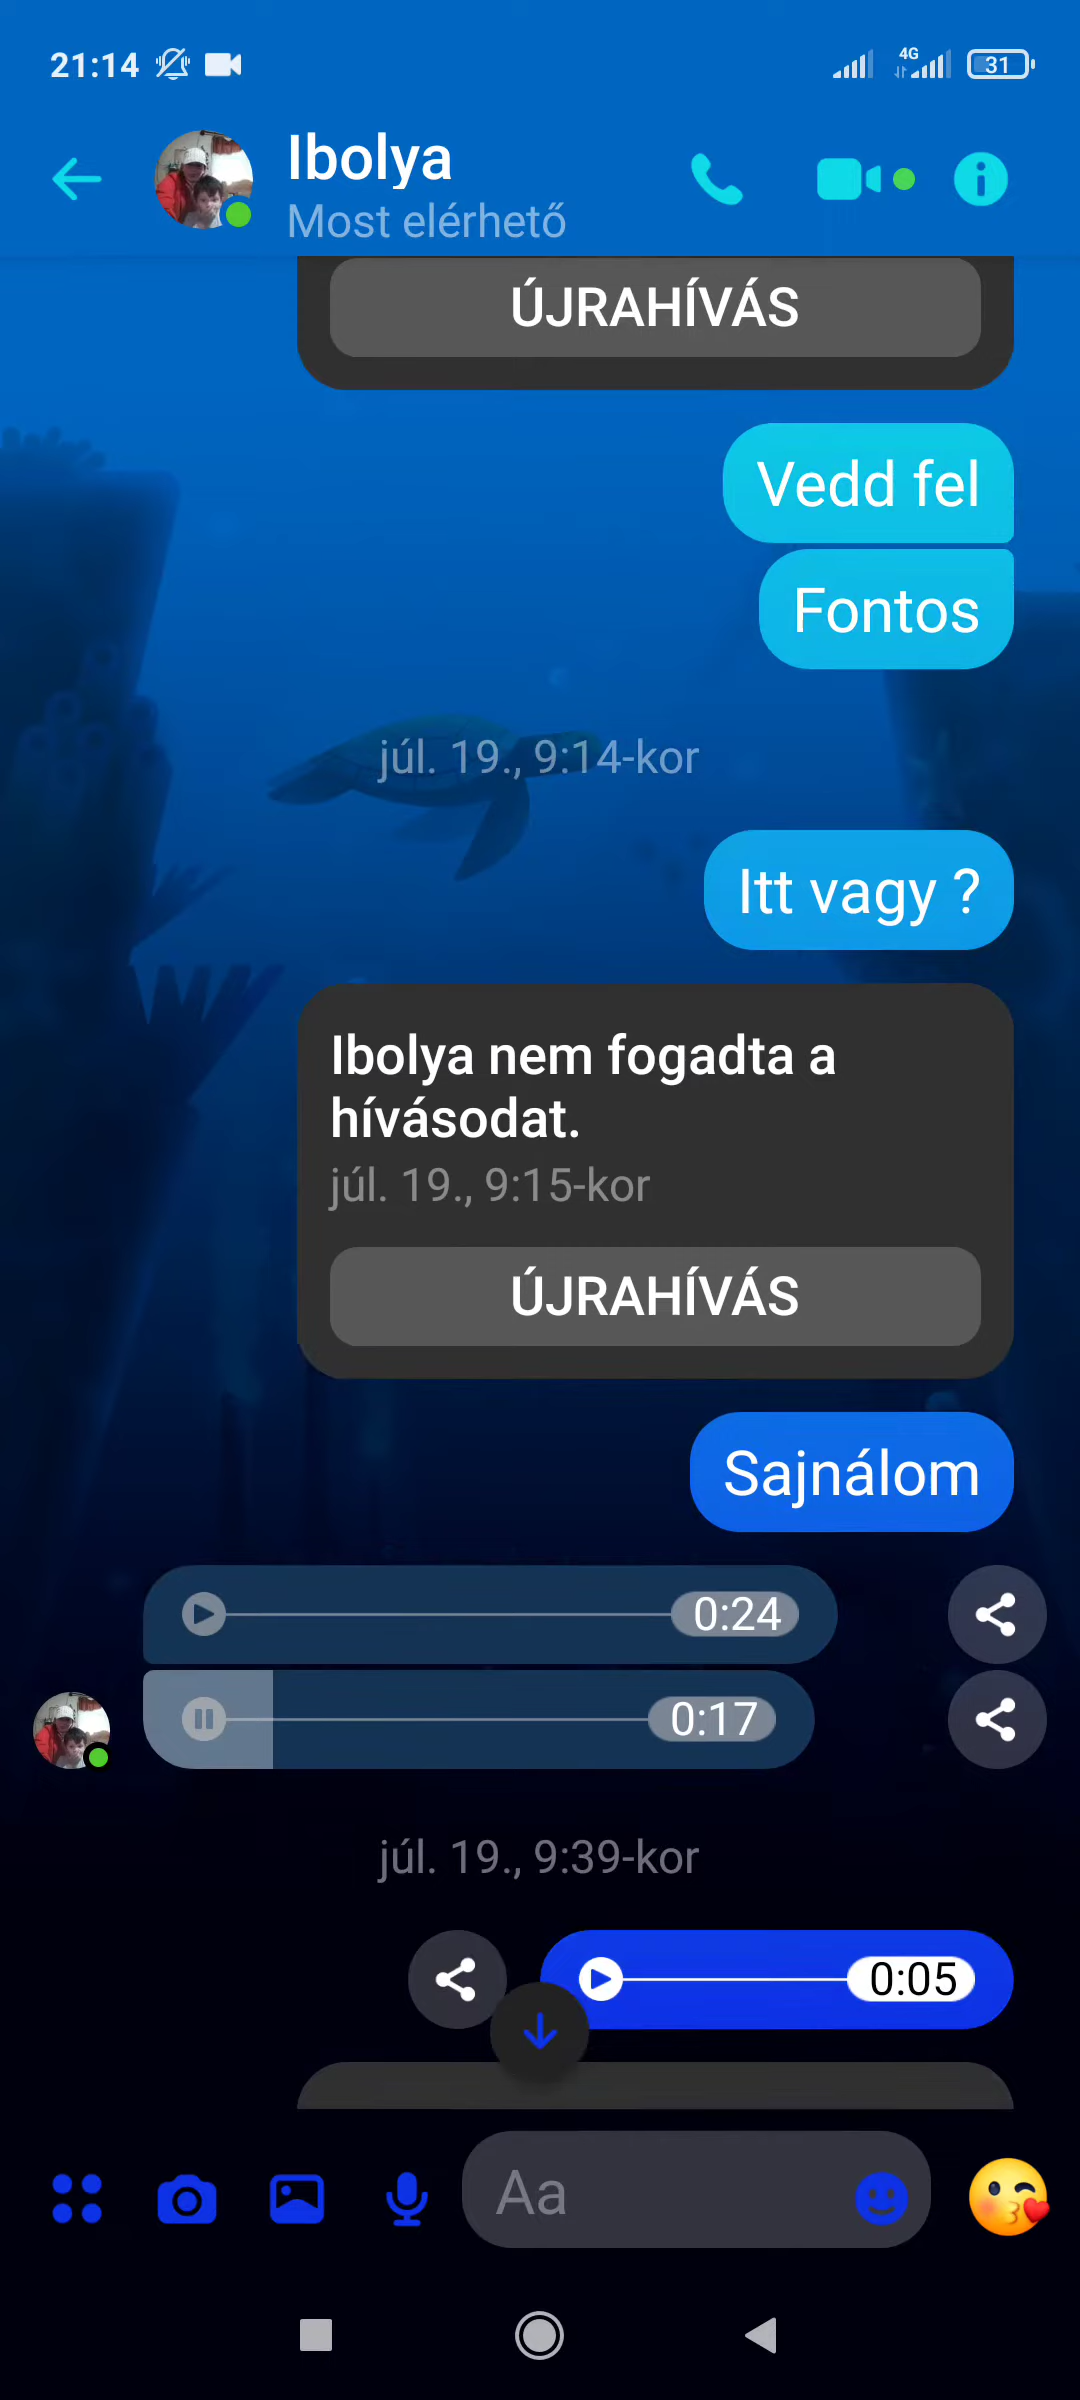 21:14
4G
31
Ibolya
Most elérhető
ÚJRAHÍVÁS
Vedd fel
Fontos
júl. 19., 9:14-kor
Itt vagy ?
Ibolya nem fogadta a
hívásodat.
júl. 19., 9:15-kor
ÚJRAHÍVÁS
Sajnálom
0:24
0:17
júl. 19., 9:39-kor
0:05
Aa